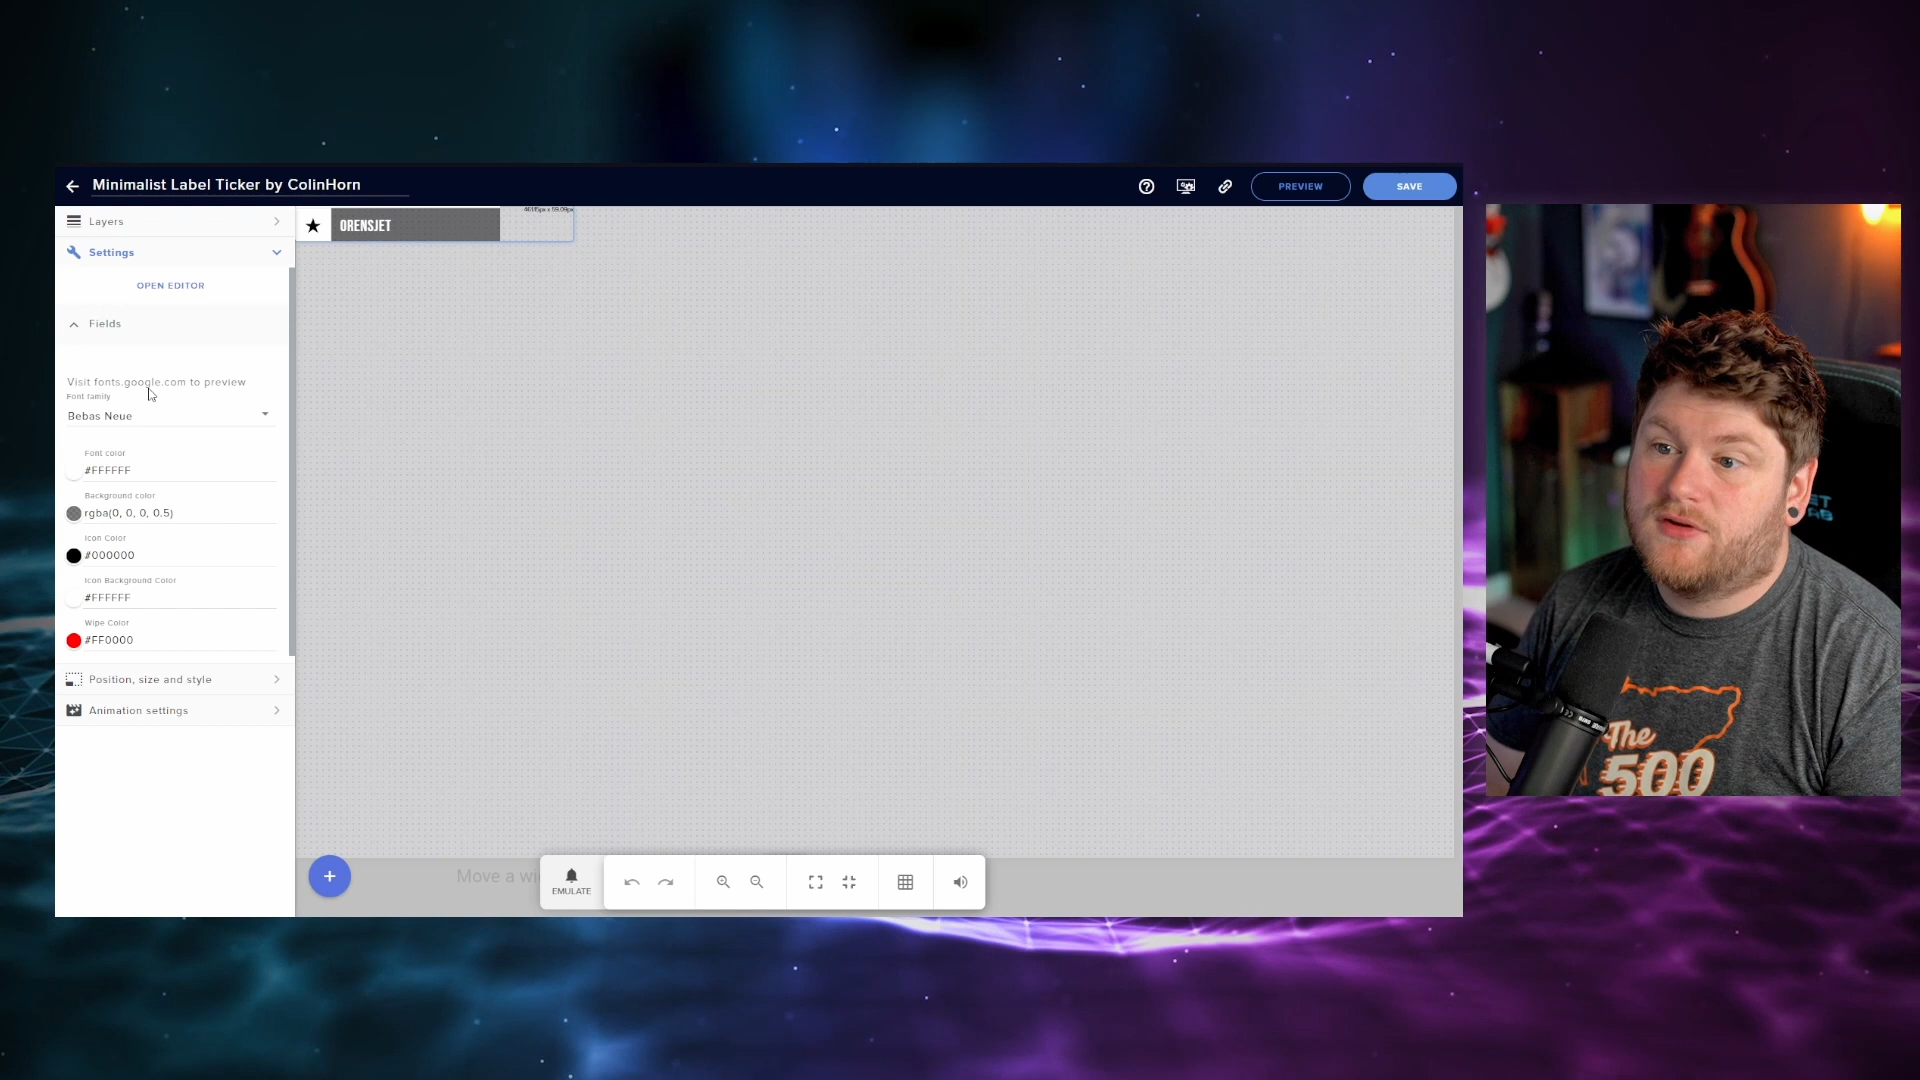 Minimalist Label Ticker by ColinHorn
PREVIEW
SAVE
Layers
Settings
OPEN EDITOR
Fields
Visit fonts.google.com to preview
Font family
Bebas Neue
Font color
#FFFFFF
Background color
rgba(0, 0, 0, 0.5)
Icon Color
#000000
Icon Background Color
#FFFFFF
Wipe Color
#FF0000
Position, size and style
Animation settings
ORENSJET
Move a wi
EMULATE
The
500